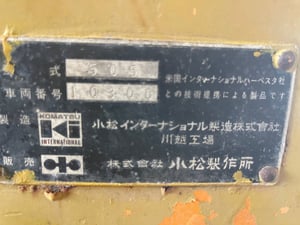 式 505
米国インターナショナルハーベスタ社
車両番号 10306
との技術提携による製品です
製造 KOMATSU INTERNATIONAL 小松インターナショナル製造株式会社
川越工場
販売 株式会社 小松製作所